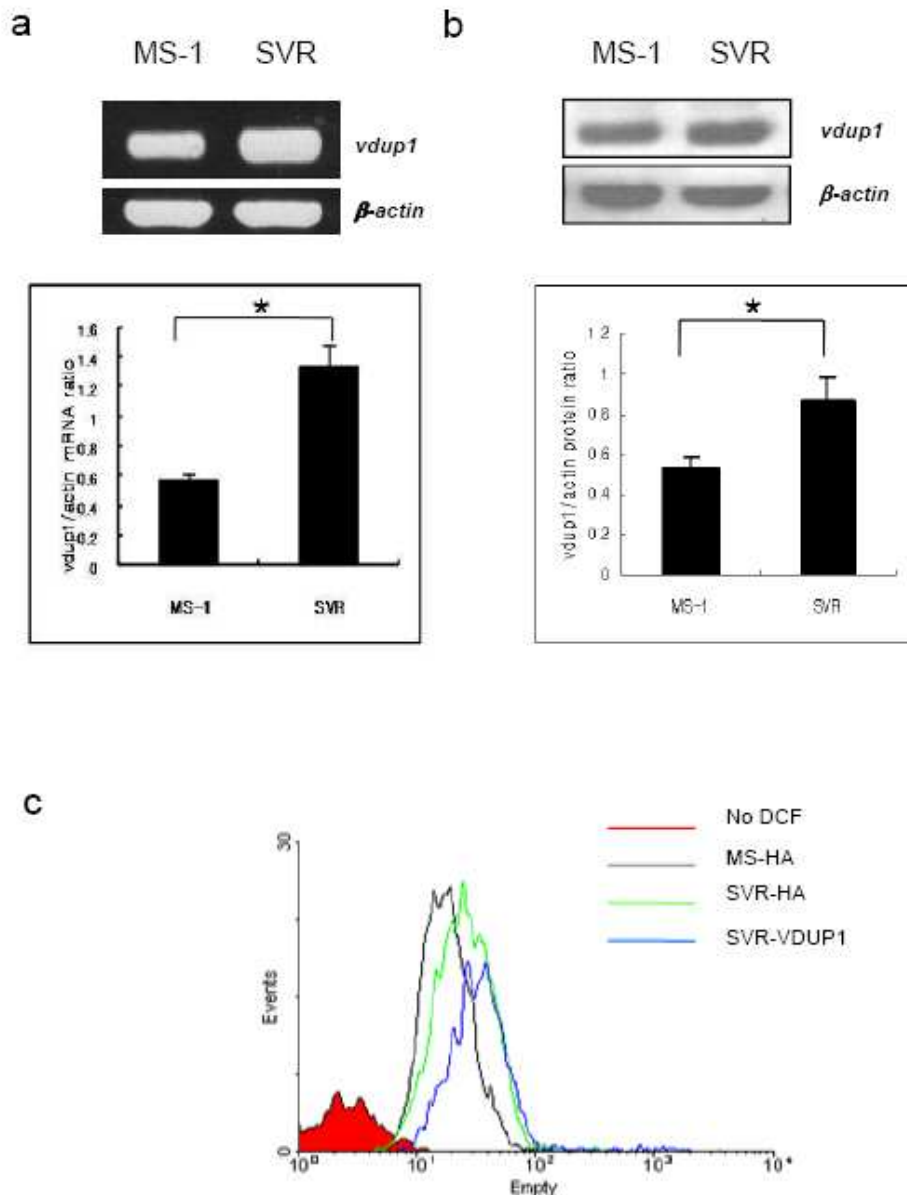 a
MS-1 SVR
vdup1
β-actin
*
vdup1/actin mRNA ratio
1.6
1.4
1.2
1
0.8
0.6
0.4
0.2
0
MS-1 SVR
b
MS-1 SVR
vdup1
β-actin
*
vdup1/actin protein ratio
1.2
1
0.8
0.6
0.4
0.2
0
MS-1 SVR
c
No DCF
MS-HA
SVR-HA
SVR-VDUP1
30
Events
0
10⁰ 10¹ 10² 10³ 10⁴
Empty